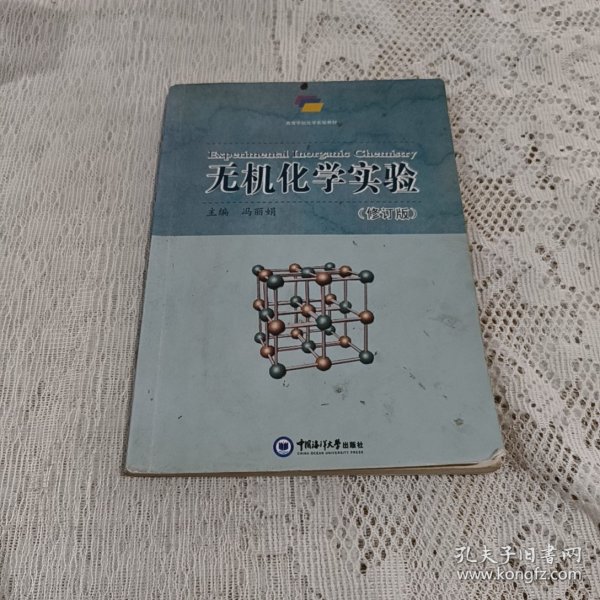 高等学校化学实验教材
Experimental Inorganic Chemistry
无机化学实验
主编 冯丽娟
《修订版》
中国海洋大学出版社
CHINA OCEAN UNIVERSITY PRESS
孔夫子旧书网
www.kongfz.com